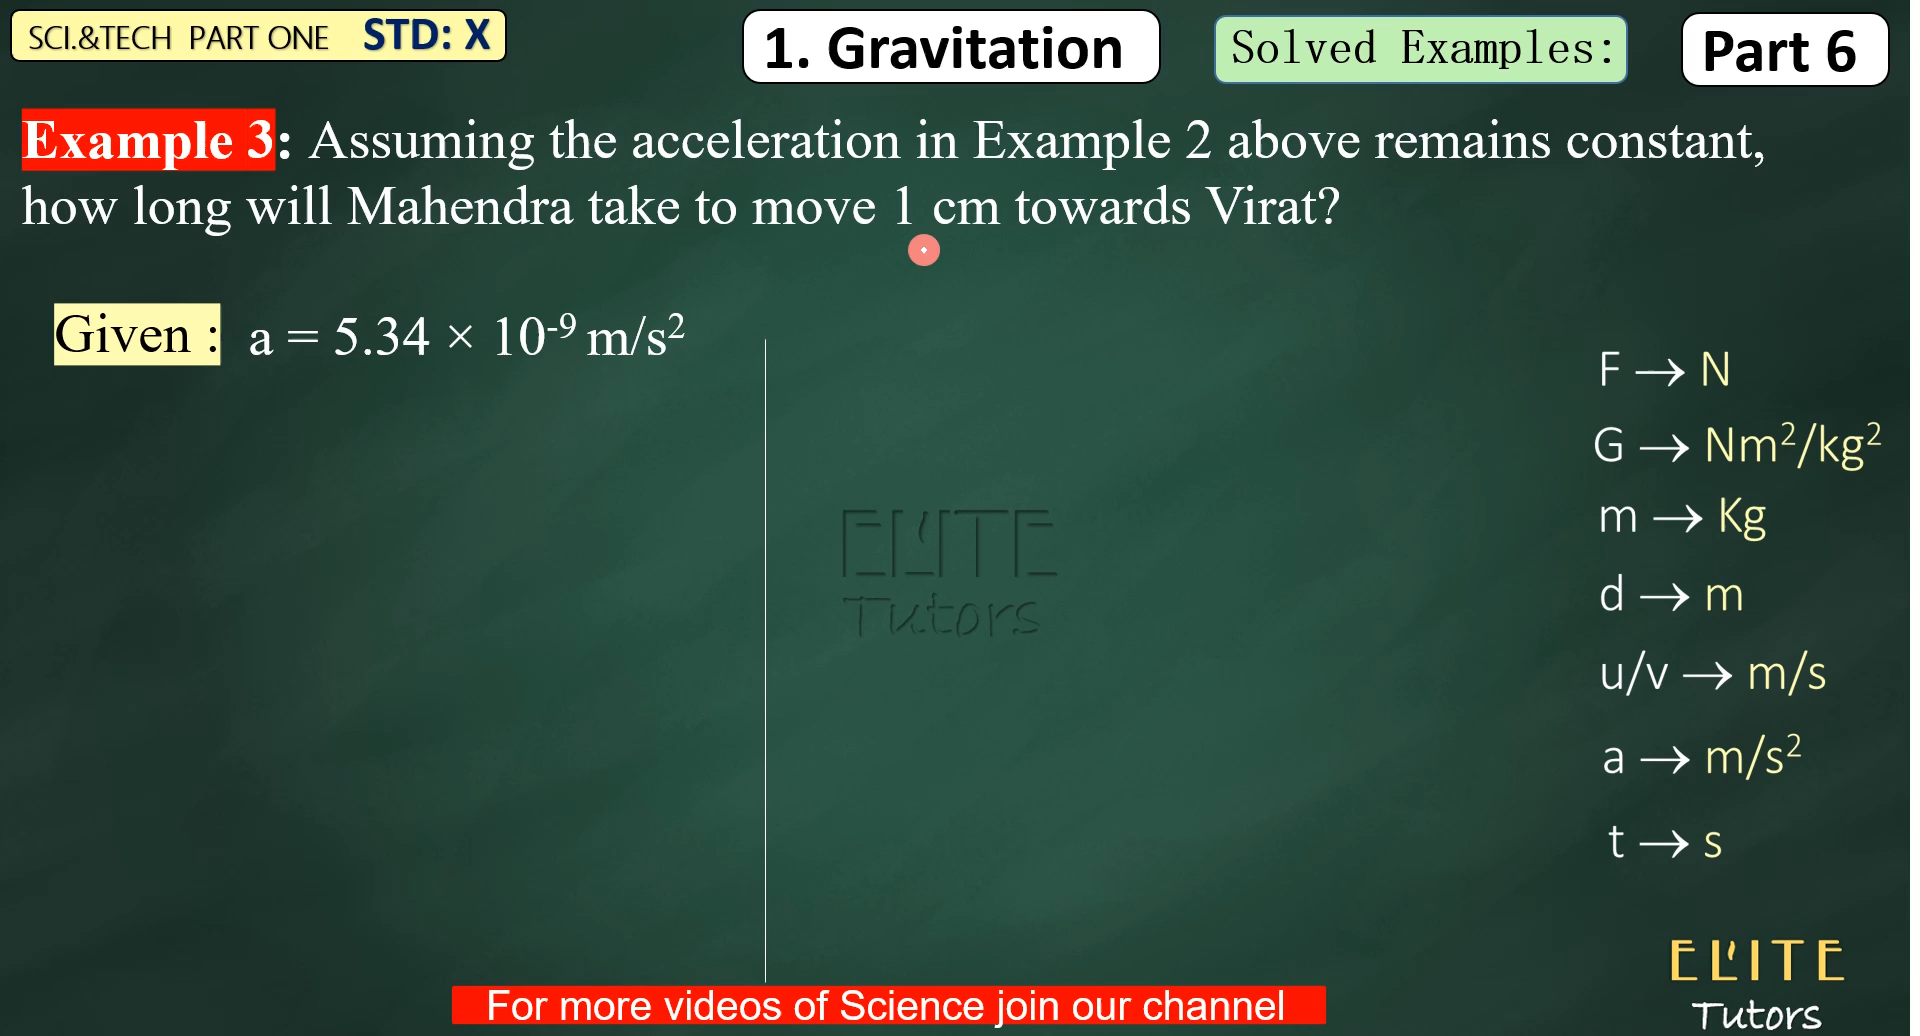 SCI.&TECH PART ONE STD: X
1. Gravitation
Solved Examples:
Part 6
Example 3: Assuming the acceleration in Example 2 above remains constant,
how long will Mahendra take to move 1 cm towards Virat?
Given : a = 5.34 × 10⁻⁹ m/s²
F → N
G → Nm²/kg²
m → Kg
d → m
u/v → m/s
a → m/s²
t → s
ELITE
Tutors
For more videos of Science join our channel
ELITE
Tutors